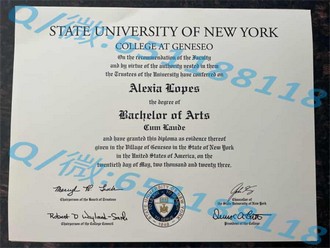 STATE UNIVERSITY OF NEW YORK
COLLEGE AT GENESEO
On the recommendation of the Faculty
and by virtue of the authority vested in them
the Trustees of the University have conferred on
Alexia Lopes
the degree of
Bachelor of Arts
Cum Laude
and have granted this diploma as evidence thereof
given in the Village of Geneseo in the State of New York
in the United States of America, on the
twentieth day of May, two thousand and twenty three.
Chairperson of the Board of Trustees
Chancellor of
the State University of New York
Chairperson of the College Council
President of the College